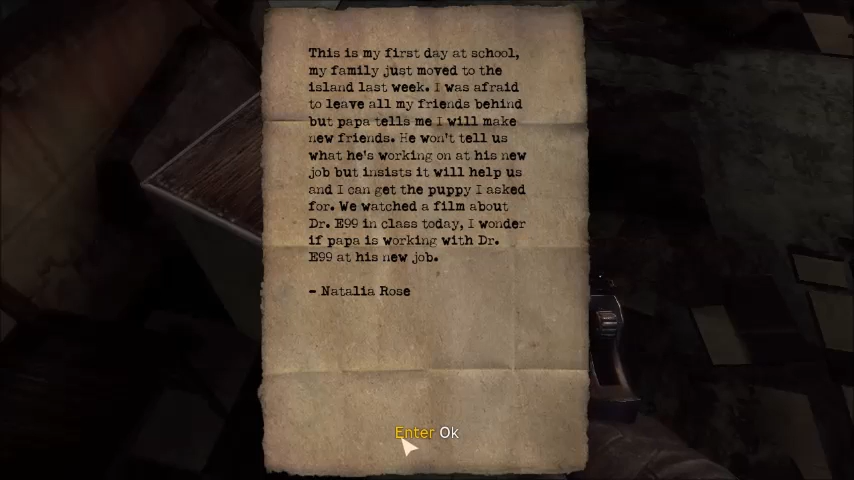 This is my first day at school,
my family just moved to the
island last week. I was afraid
to leave all my friends behind
but papa tells me I will make
new friends. He won't tell us
what he's working on at his new
job but insists it will help us
and I can get the puppy I asked
for. We watched a film about
Dr. E99 in class today, I wonder
if papa is working with Dr.
E99 at his new job.
- Natalia Rose
Enter Ok